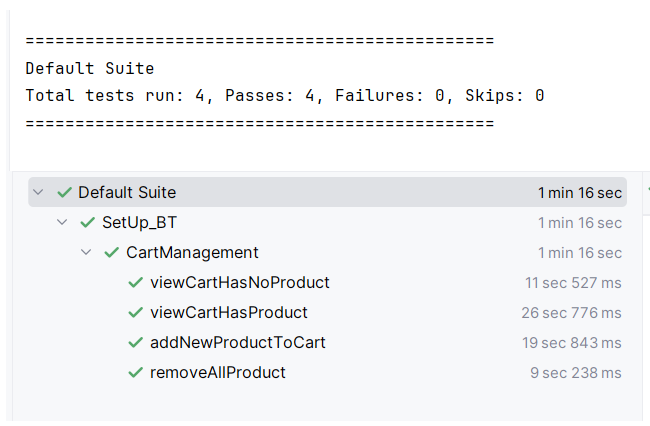 ===============================================
Default Suite
Total tests run: 4, Passes: 4, Failures: 0, Skips: 0
===============================================
Default Suite 1 min 16 sec
SetUp_BT 1 min 16 sec
CartManagement 1 min 16 sec
viewCartHasNoProduct 11 sec 527 ms
viewCartHasProduct 26 sec 776 ms
addNewProductToCart 19 sec 843 ms
removeAllProduct 9 sec 238 ms